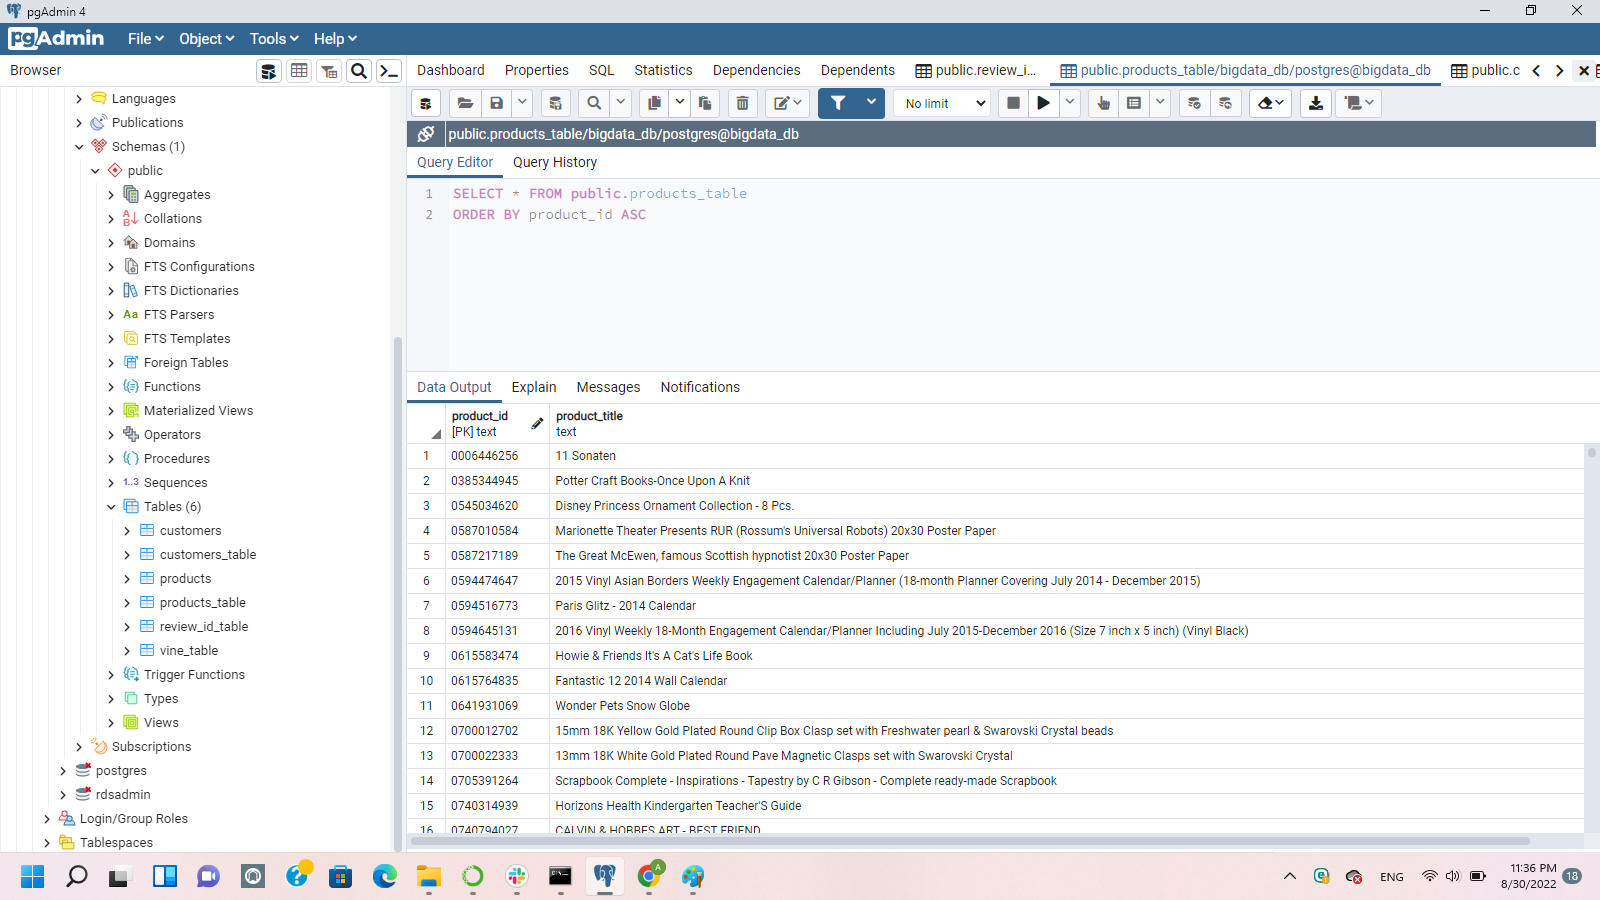 pgAdmin 4
pgAdmin File Object Tools Help
Browser
Dashboard Properties SQL Statistics Dependencies Dependents public.review_i... public.products_table/bigdata_db/postgres@bigdata_db public.c
No limit
public.products_table/bigdata_db/postgres@bigdata_db
Query Editor Query History
1 SELECT * FROM public.products_table
2 ORDER BY product_id ASC
Languages
Publications
Schemas (1)
public
Aggregates
Collations
Domains
FTS Configurations
FTS Dictionaries
Aa FTS Parsers
FTS Templates
Foreign Tables
Functions
Materialized Views
Operators
Procedures
1..3 Sequences
Tables (6)
customers
customers_table
products
products_table
review_id_table
vine_table
Trigger Functions
Types
Views
Subscriptions
postgres
rdsadmin
Login/Group Roles
Tablespaces
Data Output Explain Messages Notifications
product_id product_title
[PK] text text
1 0006446256 11 Sonaten
2 0385344945 Potter Craft Books-Once Upon A Knit
3 0545034620 Disney Princess Ornament Collection - 8 Pcs.
4 0587010584 Marionette Theater Presents RUR (Rossum's Universal Robots) 20x30 Poster Paper
5 0587217189 The Great McEwen, famous Scottish hypnotist 20x30 Poster Paper
6 0594474647 2015 Vinyl Asian Borders Weekly Engagement Calendar/Planner (18-month Planner Covering July 2014 - December 2015)
7 0594516773 Paris Glitz - 2014 Calendar
8 0594645131 2016 Vinyl Weekly 18-Month Engagement Calendar/Planner Including July 2015-December 2016 (Size 7 inch x 5 inch) (Vinyl Black)
9 0615583474 Howie & Friends It's A Cat's Life Book
10 0615764835 Fantastic 12 2014 Wall Calendar
11 0641931069 Wonder Pets Snow Globe
12 0700012702 15mm 18K Yellow Gold Plated Round Clip Box Clasp set with Freshwater pearl & Swarovski Crystal beads
13 0700022333 13mm 18K White Gold Plated Round Pave Magnetic Clasps set with Swarovski Crystal
14 0705391264 Scrapbook Complete - Inspirations - Tapestry by C R Gibson - Complete ready-made Scrapbook
15 0740314939 Horizons Health Kindergarten Teacher'S Guide
16 0740794027 CALVIN & HOBBES ART - BEST FRIEND
ENG
11:36 PM
8/30/2022
18